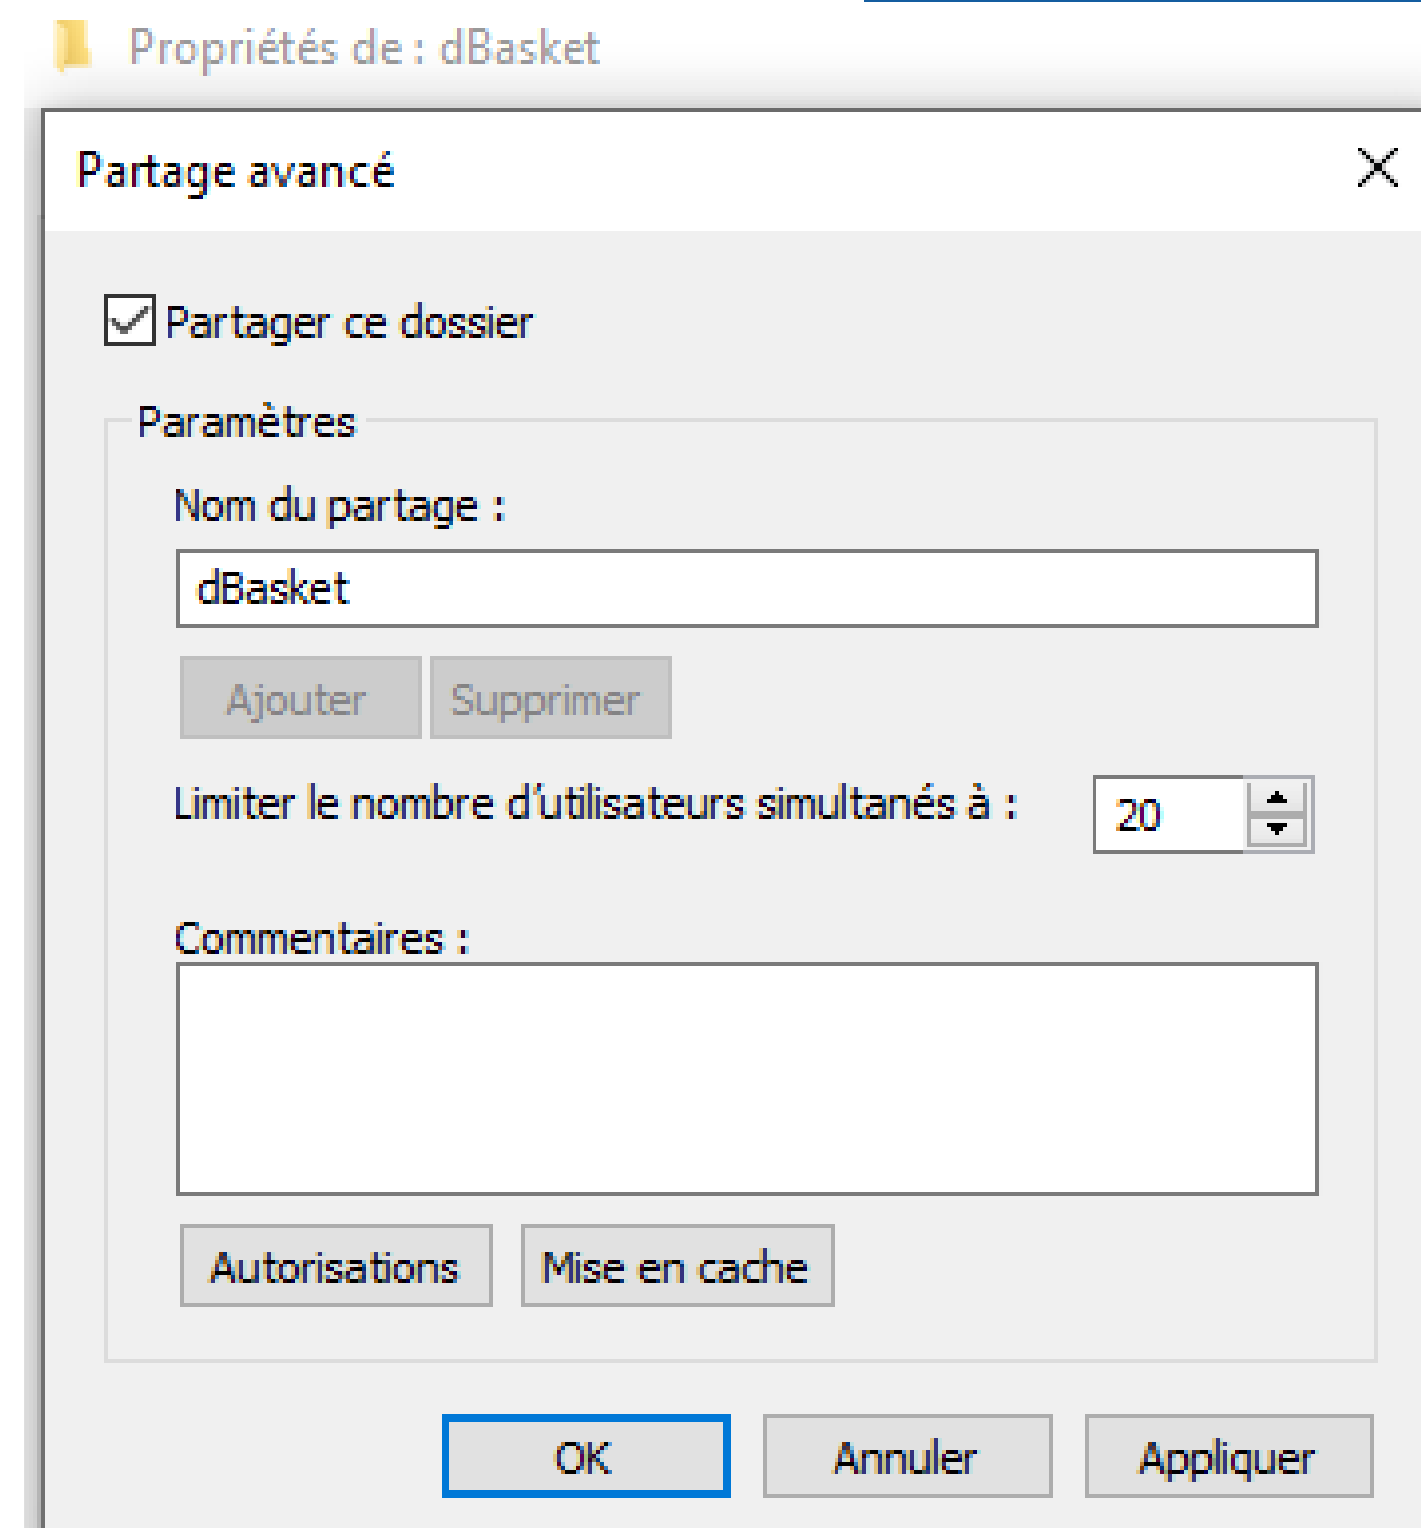 Propriétés de : dBasket
Partage avancé
Partager ce dossier
Paramètres
Nom du partage :
dBasket
Ajouter Supprimer
Limiter le nombre d'utilisateurs simultanés à : 20
Commentaires :
Autorisations Mise en cache
OK Annuler Appliquer